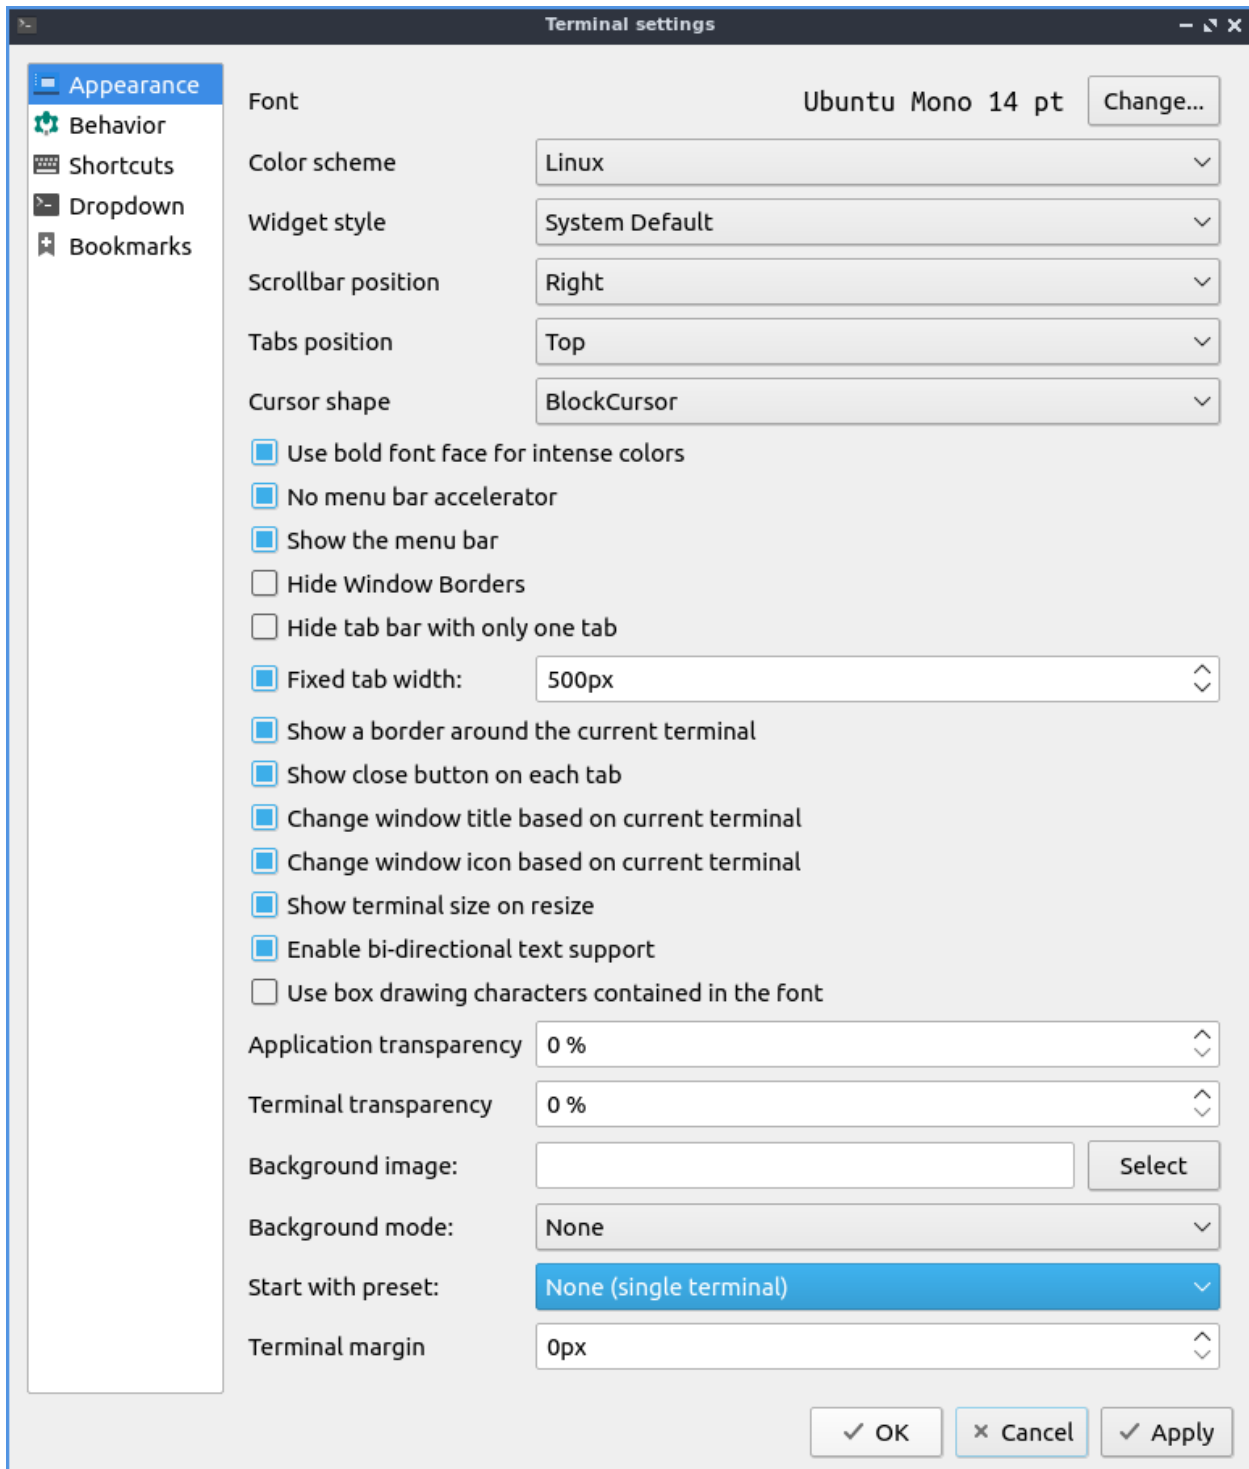 Terminal settings
Appearance
Behavior
Shortcuts
Dropdown
Bookmarks
Font Ubuntu Mono 14 pt Change...
Color scheme Linux
Widget style System Default
Scrollbar position Right
Tabs position Top
Cursor shape BlockCursor
Use bold font face for intense colors
No menu bar accelerator
Show the menu bar
Hide Window Borders
Hide tab bar with only one tab
Fixed tab width: 500px
Show a border around the current terminal
Show close button on each tab
Change window title based on current terminal
Change window icon based on current terminal
Show terminal size on resize
Enable bi-directional text support
Use box drawing characters contained in the font
Application transparency 0 %
Terminal transparency 0 %
Background image: Select
Background mode: None
Start with preset: None (single terminal)
Terminal margin 0px
OK Cancel Apply